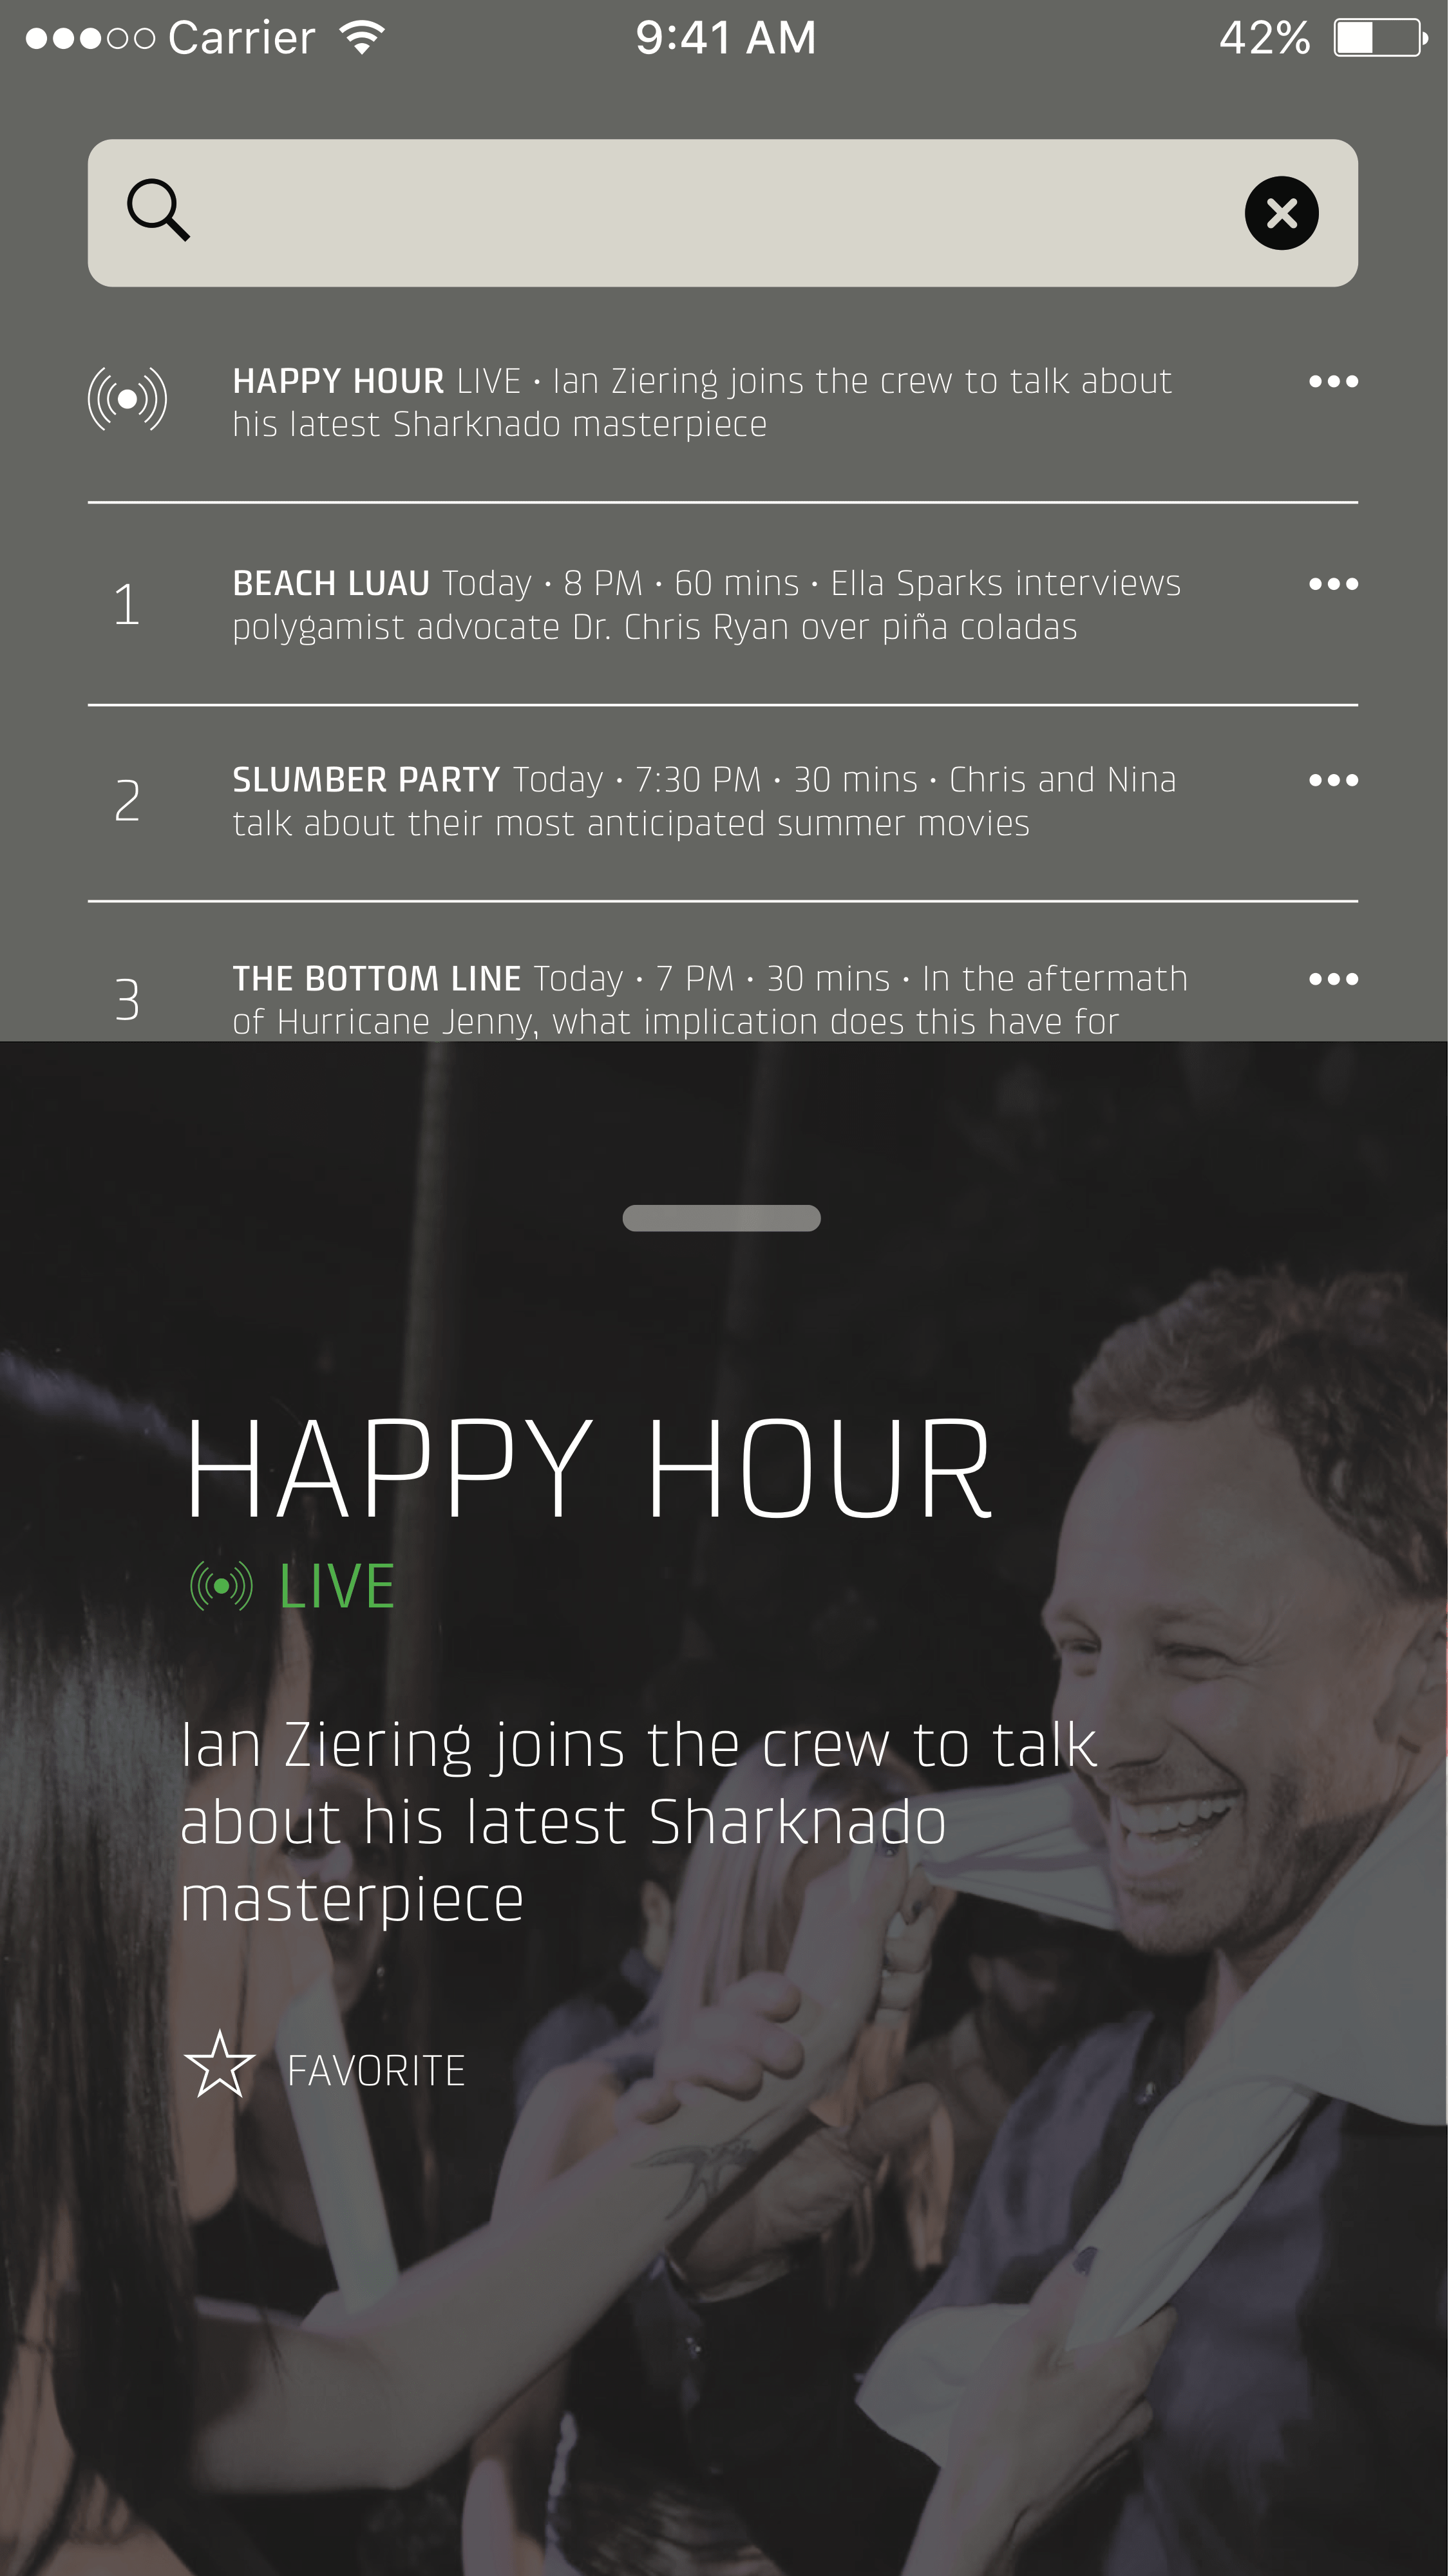 Carrier 9:41 AM 42%
HAPPY HOUR LIVE • Ian Ziering joins the crew to talk about
his latest Sharknado masterpiece
1
BEACH LUAU Today • 8 PM • 60 mins • Ella Sparks interviews
polygamist advocate Dr. Chris Ryan over piña coladas
2
SLUMBER PARTY Today • 7:30 PM • 30 mins • Chris and Nina
talk about their most anticipated summer movies
3
THE BOTTOM LINE Today • 7 PM • 30 mins • In the aftermath
of Hurricane Jenny, what implication does this have for
HAPPY HOUR
LIVE
Ian Ziering joins the crew to talk
about his latest Sharknado
masterpiece
FAVORITE